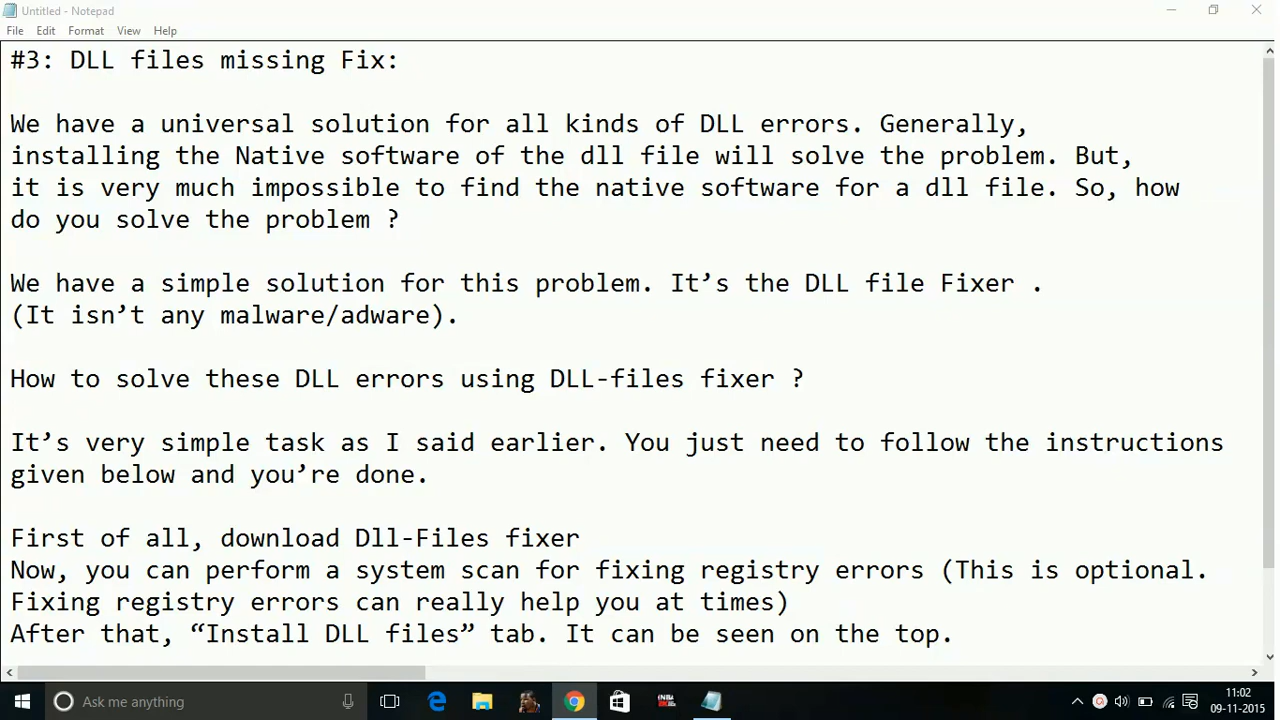 Untitled - Notepad
File Edit Format View Help
#3: DLL files missing Fix:
We have a universal solution for all kinds of DLL errors. Generally,
installing the Native software of the dll file will solve the problem. But,
it is very much impossible to find the native software for a dll file. So, how
do you solve the problem ?
We have a simple solution for this problem. It’s the DLL file Fixer .
(It isn’t any malware/adware).
How to solve these DLL errors using DLL-files fixer ?
It’s very simple task as I said earlier. You just need to follow the instructions
given below and you’re done.
First of all, download Dll-Files fixer
Now, you can perform a system scan for fixing registry errors (This is optional.
Fixing registry errors can really help you at times)
After that, “Install DLL files” tab. It can be seen on the top.
Ask me anything
11:02
09-11-2015